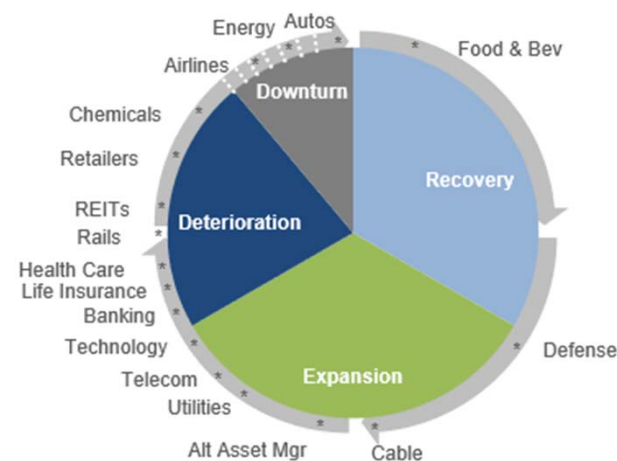 Energy
Autos
Airlines
Food & Bev
Downturn
Chemicals
Retailers
Recovery
REITs
Deterioration
Rails
Health Care
Life Insurance
Banking
Technology
Defense
Telecom
Expansion
Utilities
Alt Asset Mgr
Cable